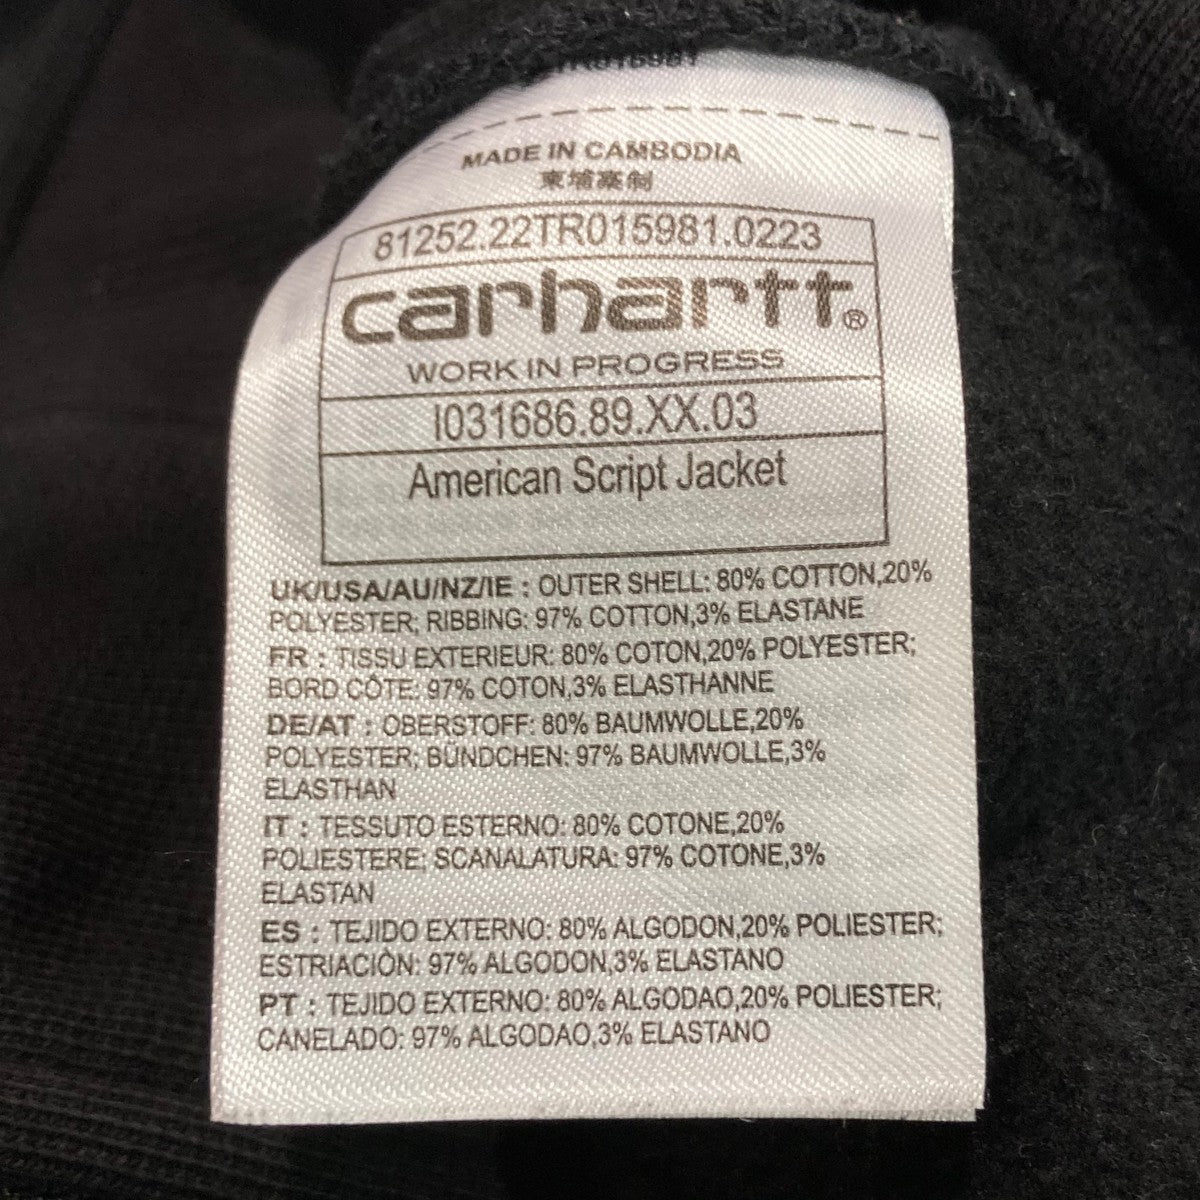 TR015981
MADE IN CAMBODIA
柬埔寨制
81252.22TR015981.0223
carhartt®
WORK IN PROGRESS
I031686.89.XX.03
American Script Jacket
UK/USA/AU/NZ/IE : OUTER SHELL: 80% COTTON,20%
POLYESTER; RIBBING: 97% COTTON,3% ELASTANE
FR : TISSU EXTERIEUR: 80% COTON,20% POLYESTER;
BORD CÔTE: 97% COTON,3% ELASTHANNE
DE/AT : OBERSTOFF: 80% BAUMWOLLE,20%
POLYESTER; BÜNDCHEN: 97% BAUMWOLLE,3%
ELASTHAN
IT : TESSUTO ESTERNO: 80% COTONE,20%
POLIESTERE; SCANALATURA: 97% COTONE,3%
ELASTAN
ES : TEJIDO EXTERNO: 80% ALGODON,20% POLIESTER;
ESTRIACIÓN: 97% ALGODON,3% ELASTANO
PT : TEJIDO EXTERNO: 80% ALGODAO,20% POLIESTER;
CANELADO: 97% ALGODAO,3% ELASTANO